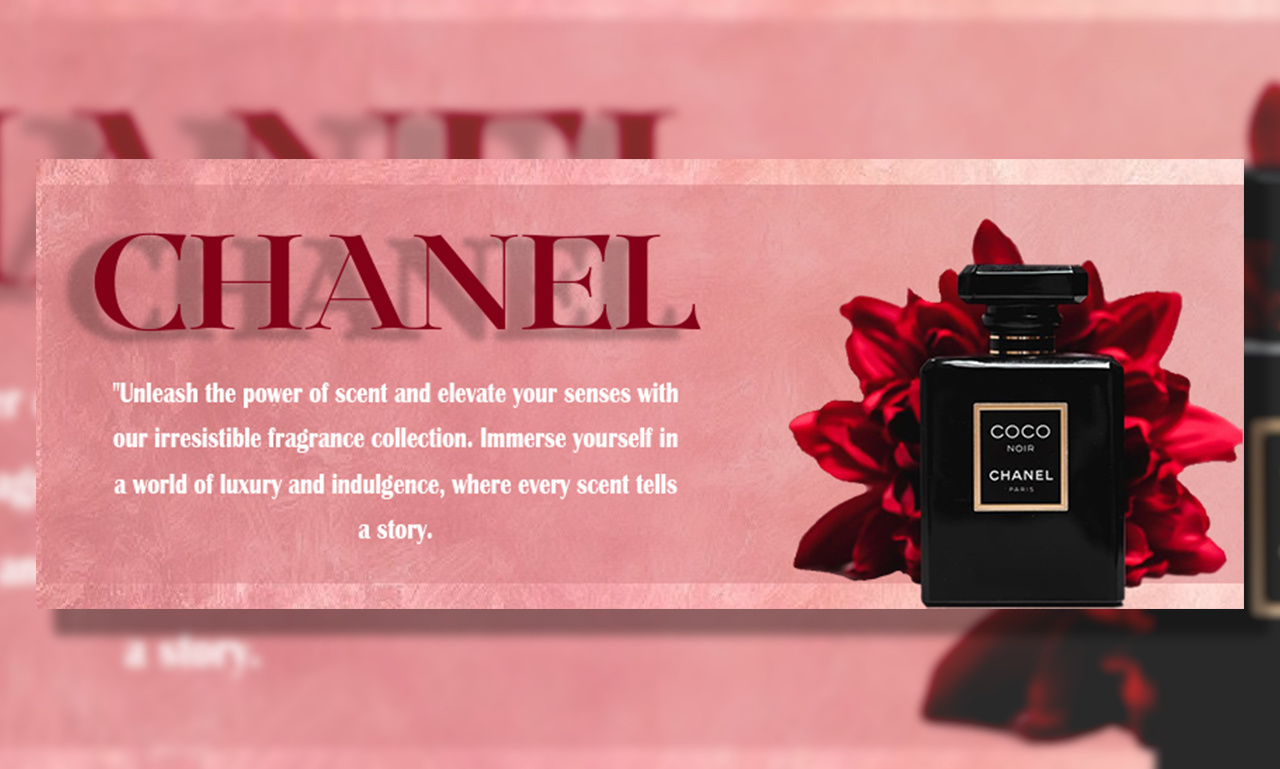 CHANEL
"Unleash the power of scent and elevate your senses with
our irresistible fragrance collection. Immerse yourself in
a world of luxury and indulgence, where every scent tells
a story.
COCO
NOIR
CHANEL
PARIS
a story.